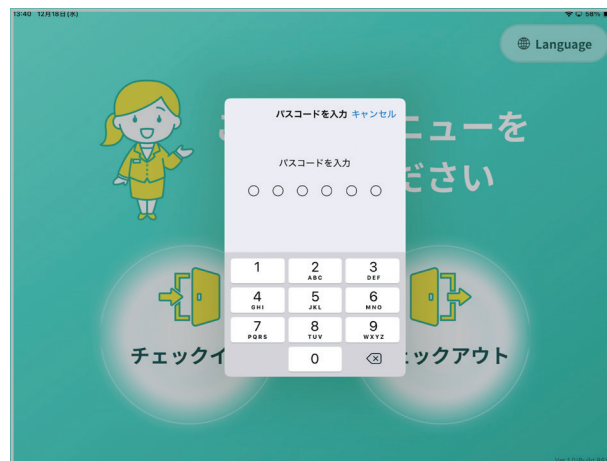 13:40 12月18日(水)
58%
Language
パスコードを入力 キャンセル
ニューを
パスコードを入力
ださい
1
2
ABC
3
DEF
4
GHI
5
JKL
6
MNO
7
PQRS
8
TUV
9
WXYZ
0
チェックイ
ックアウト